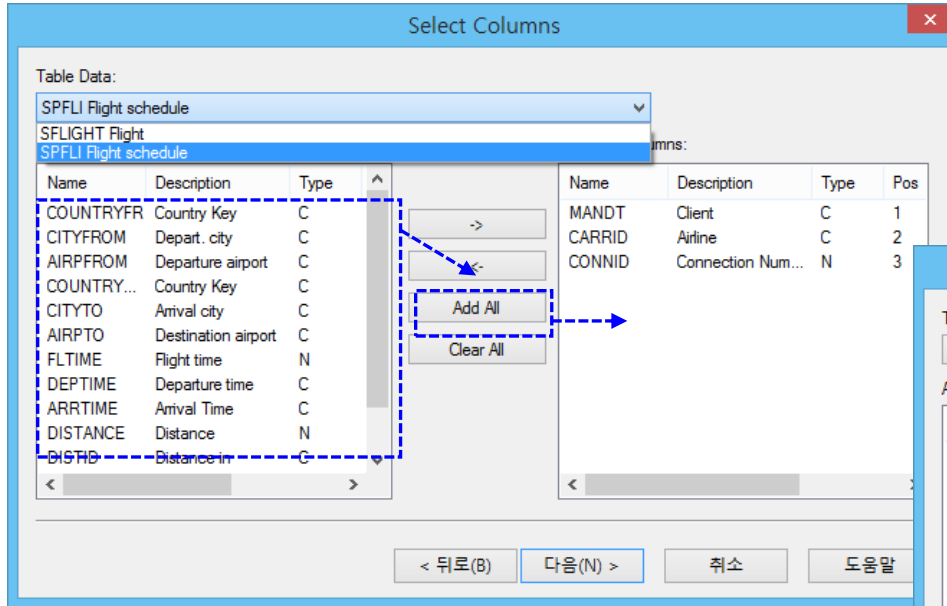 Select Columns
×
Table Data:
SPFLI Flight schedule
SFLIGHT Flight
SPFLI Flight schedule
umns:
Name Description Type
COUNTRYFR Country Key C
CITYFROM Depart. city C
AIRPFROM Departure airport C
COUNTRY... Country Key C
CITYTO Arrival city C
AIRPTO Destination airport C
FLTIME Flight time N
DEPTIME Departure time C
ARRTIME Arrival Time C
DISTANCE Distance N
DISTID Distance in C
->
<-
Add All
Clear All
Name Description Type Pos
MANDT Client C 1
CARRID Airline C 2
CONNID Connection Num... N 3
< 뒤로(B)
다음(N) >
취소
도움말